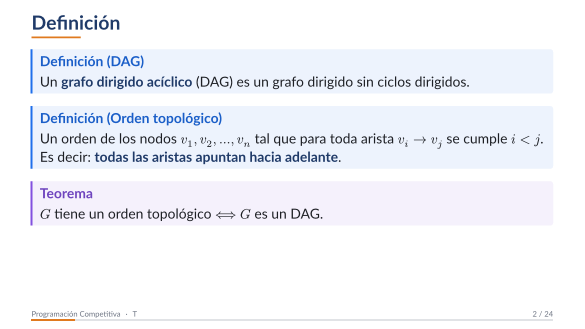 Definición
Definición (DAG)
Un grafo dirigido acíclico (DAG) es un grafo dirigido sin ciclos dirigidos.
Definición (Orden topológico)
Un orden de los nodos v₁, v₂, ..., vₙ tal que para toda arista vᵢ → vⱼ se cumple i < j.
Es decir: todas las aristas apuntan hacia adelante.
Teorema
G tiene un orden topológico ⟺ G es un DAG.
Programación Competitiva · T
2 / 24